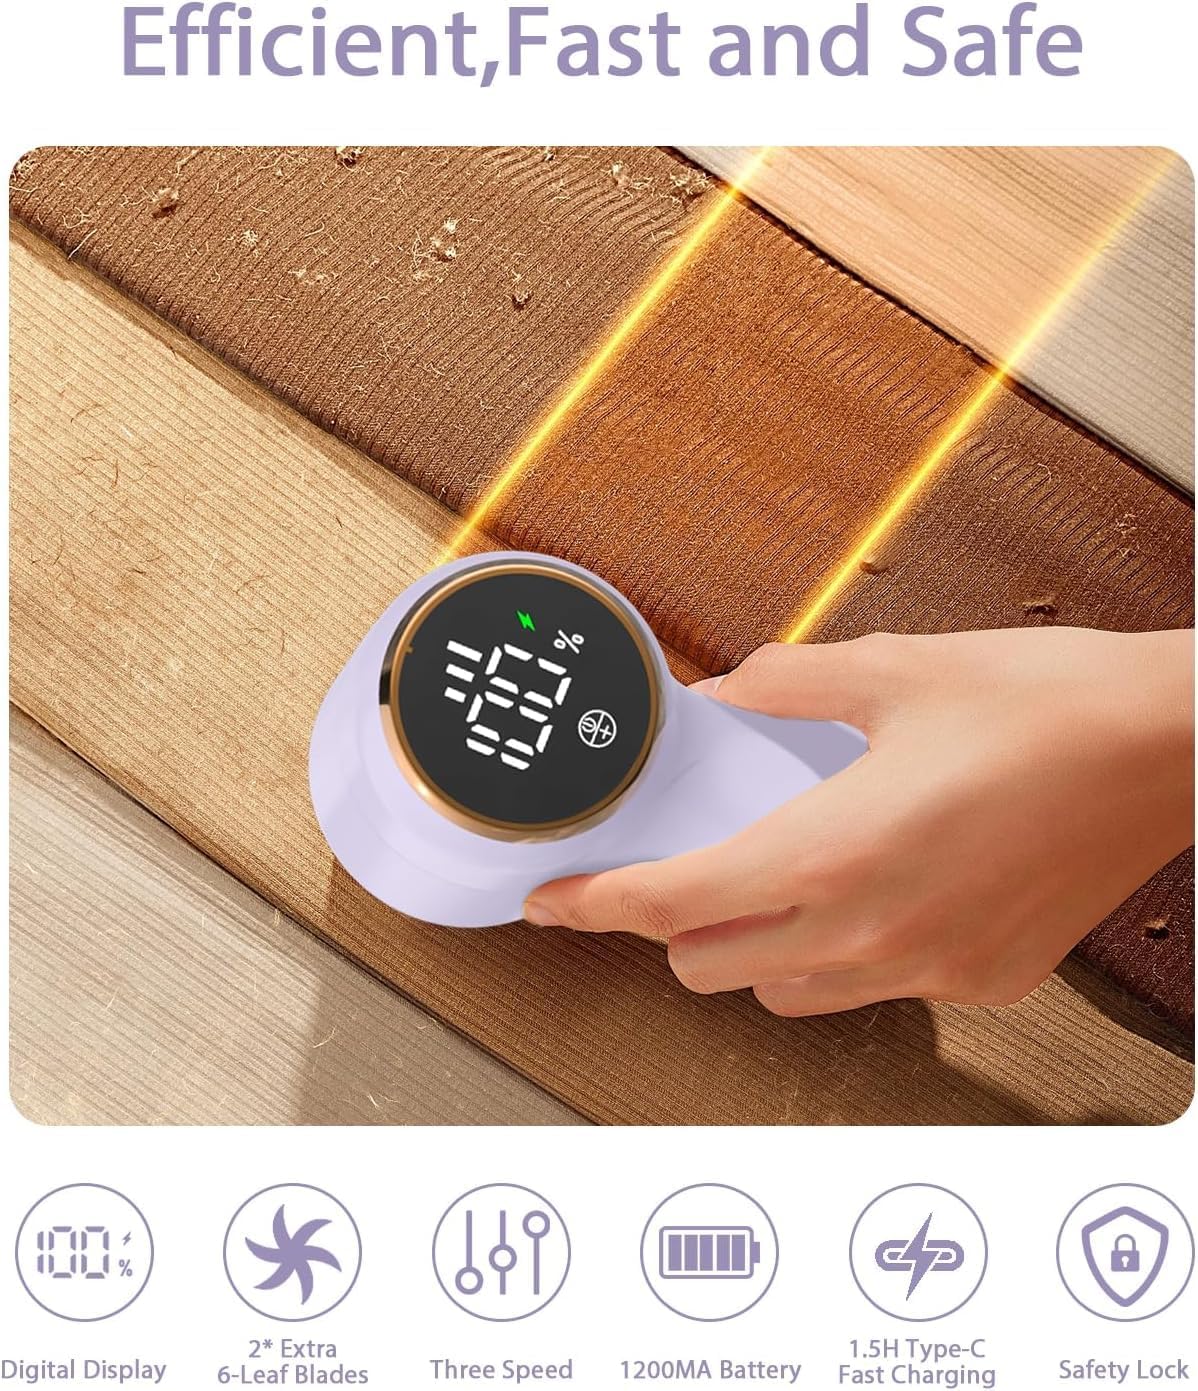 Efficient,Fast and Safe
100%
100%
Digital Display
2* Extra
6-Leaf Blades
Three Speed
1200MA Battery
1.5H Type-C
Fast Charging
Safety Lock